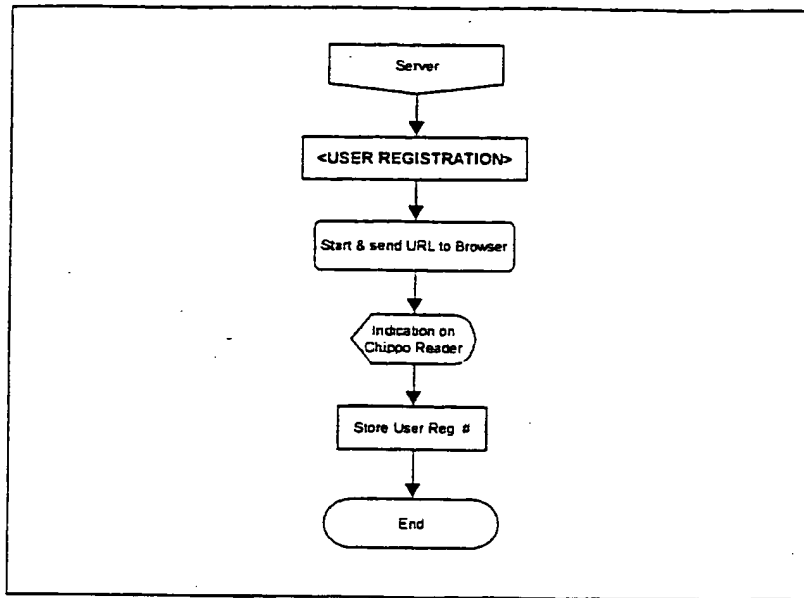 Server
<USER REGISTRATION>
Start & send URL to Browser
Indication on
Chippo Reader
Store User Reg #
End